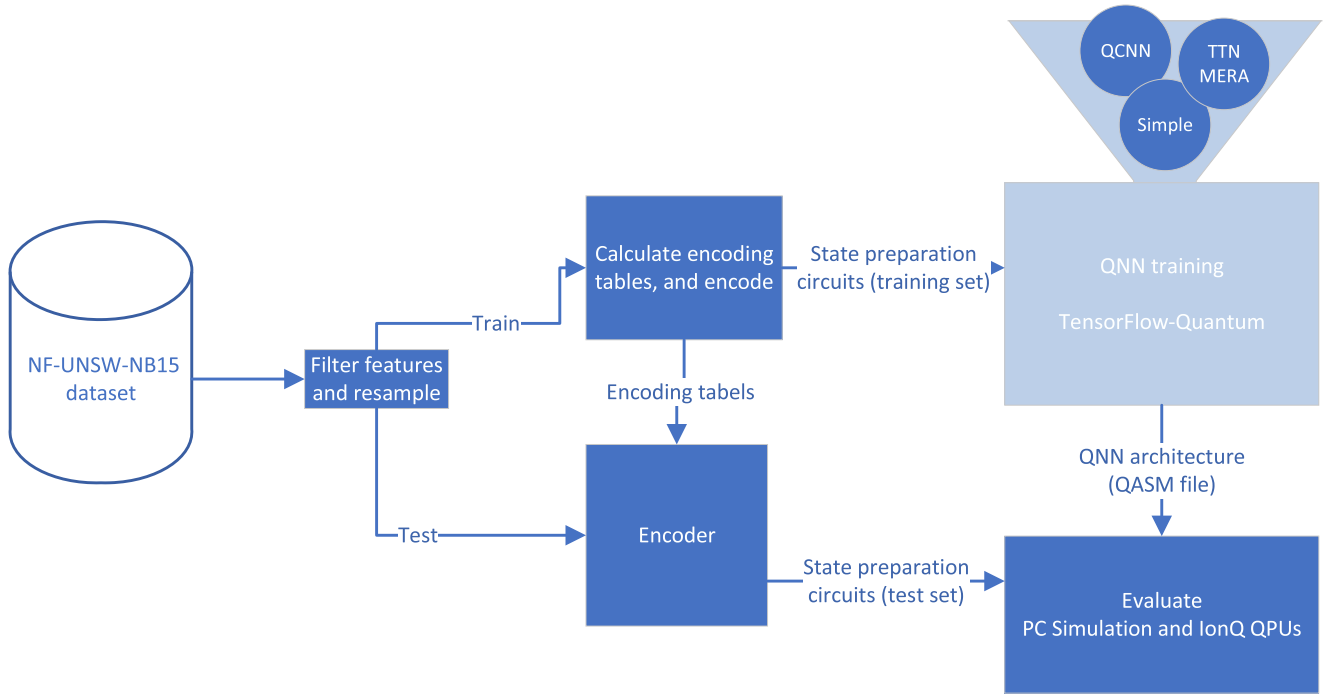 QCNN
TTN
MERA
Simple
Calculate encoding
tables, and encode
State preparation
circuits (training set)
QNN training
TensorFlow-Quantum
Train
NF-UNSW-NB15
dataset
Filter features
and resample
Encoding tabels
QNN architecture
(QASM file)
Test
Encoder
State preparation
circuits (test set)
Evaluate
PC Simulation and IonQ QPUs